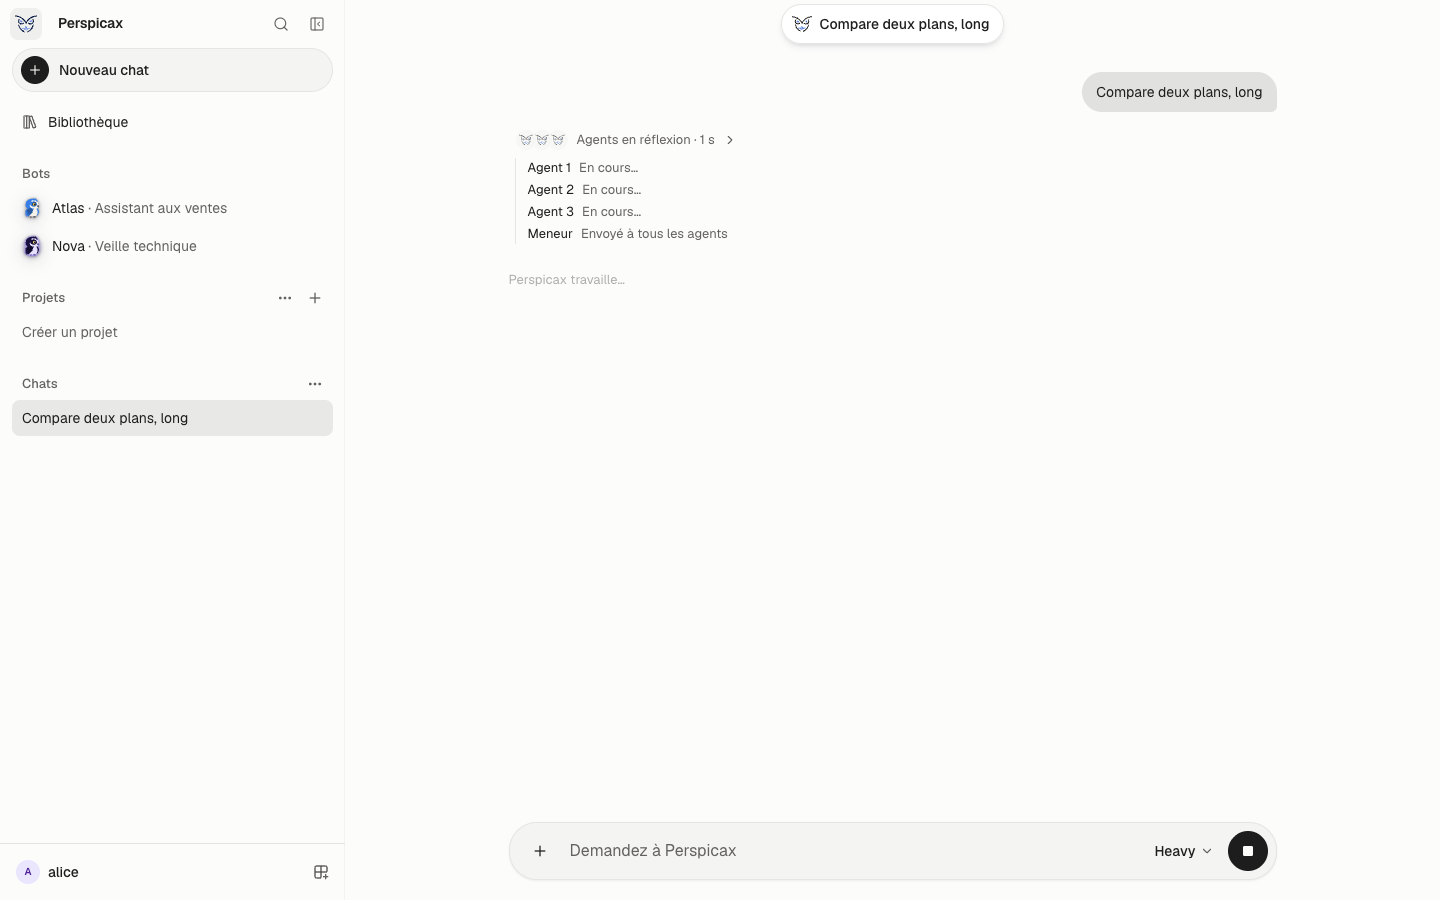 Perspicax
Nouveau chat
Bibliothèque
Bots
Atlas · Assistant aux ventes
Nova · Veille technique
Projets
Créer un projet
Chats
Compare deux plans, long
A
alice
Compare deux plans, long
Compare deux plans, long
Agents en réflexion · 1 s
Agent 1 En cours...
Agent 2 En cours...
Agent 3 En cours...
Meneur Envoyé à tous les agents
Perspicax travaille...
Demandez à Perspicax
Heavy